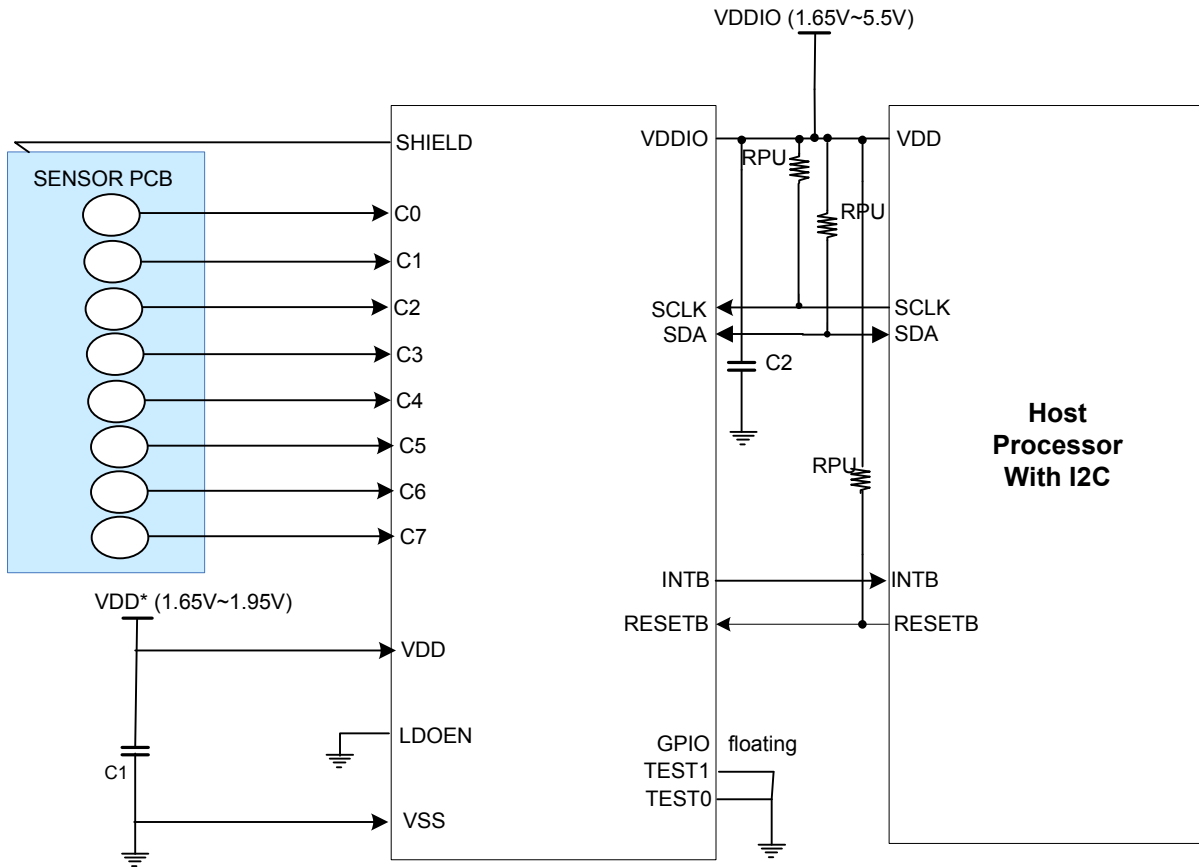 VDDIO (1.65V~5.5V)
SHIELD
VDDIO
VDD
RPU
SENSOR PCB
C0
RPU
C1
C2
SCLK
SCLK
SDA
SDA
C3
C2
C4
Host
Processor
With I2C
C5
RPU
C6
C7
INTB
INTB
VDD* (1.65V~1.95V)
RESETB
RESETB
VDD
LDOEN
GPIO floating
TEST1
C1
TEST0
VSS